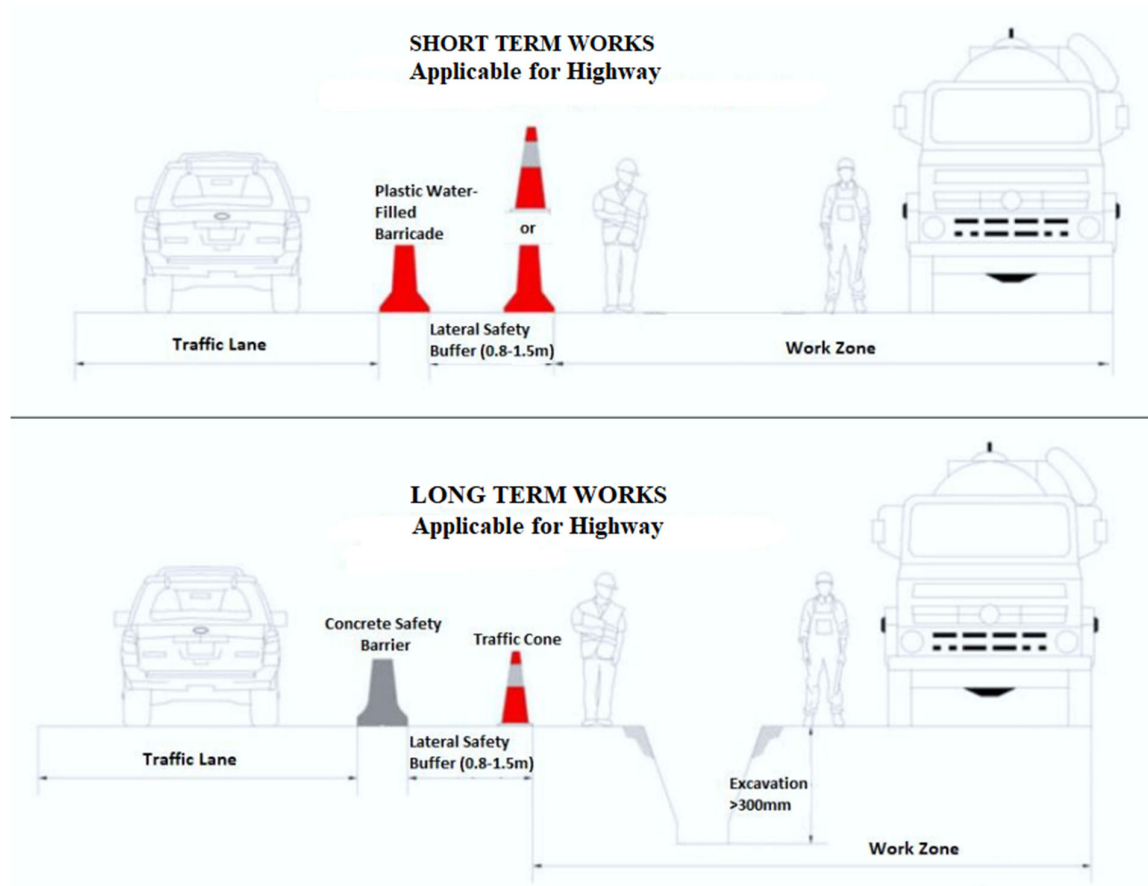 SHORT TERM WORKS
Applicable for Highway
Plastic Water-
Filled
Barricade
or
Lateral Safety
Buffer (0.8-1.5m)
Traffic Lane
Work Zone
LONG TERM WORKS
Applicable for Highway
Concrete Safety
Barrier
Traffic Cone
Lateral Safety
Buffer (0.8-1.5m)
Traffic Lane
Excavation
>300mm
Work Zone